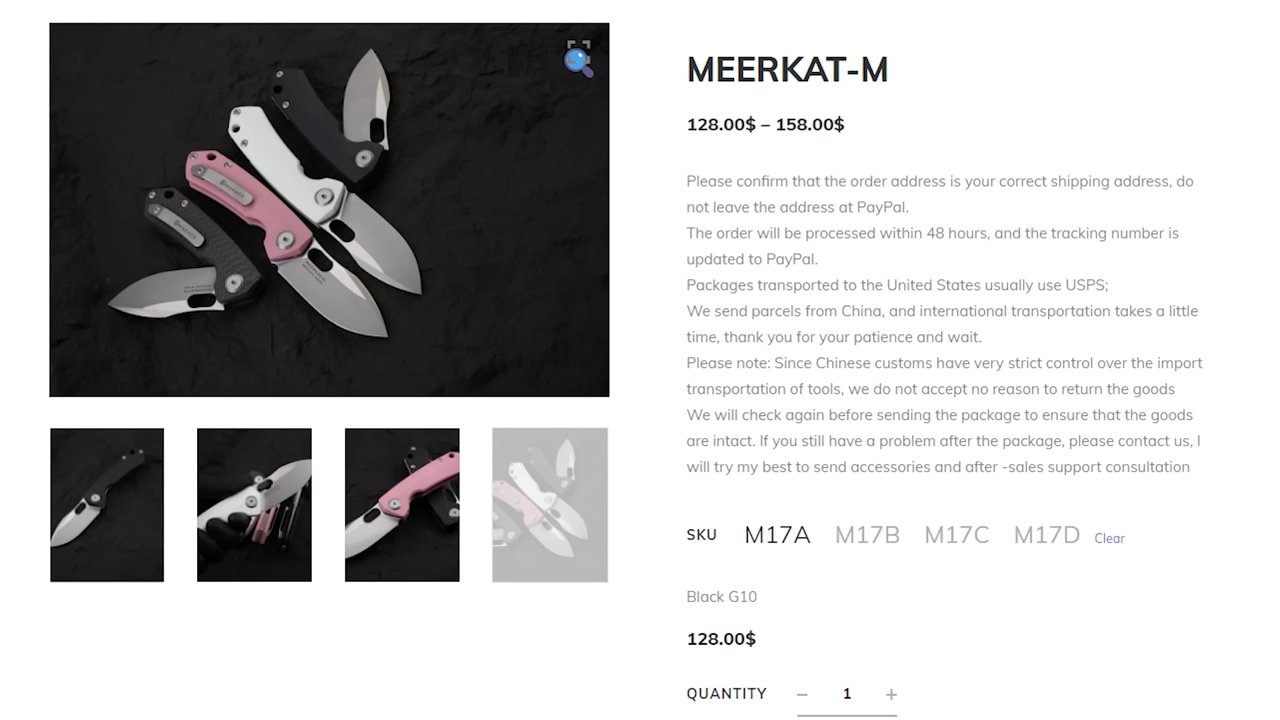 MEERKAT-M
128.00$ – 158.00$
Please confirm that the order address is your correct shipping address, do
not leave the address at PayPal.
The order will be processed within 48 hours, and the tracking number is
updated to PayPal.
Packages transported to the United States usually use USPS;
We send parcels from China, and international transportation takes a little
time, thank you for your patience and wait.
Please note: Since Chinese customs have very strict control over the import
transportation of tools, we do not accept no reason to return the goods
We will check again before sending the package to ensure that the goods
are intact. If you still have a problem after the package, please contact us, I
will try my best to send accessories and after -sales support consultation
SKU M17A M17B M17C M17D Clear
Black G10
128.00$
QUANTITY − 1 +